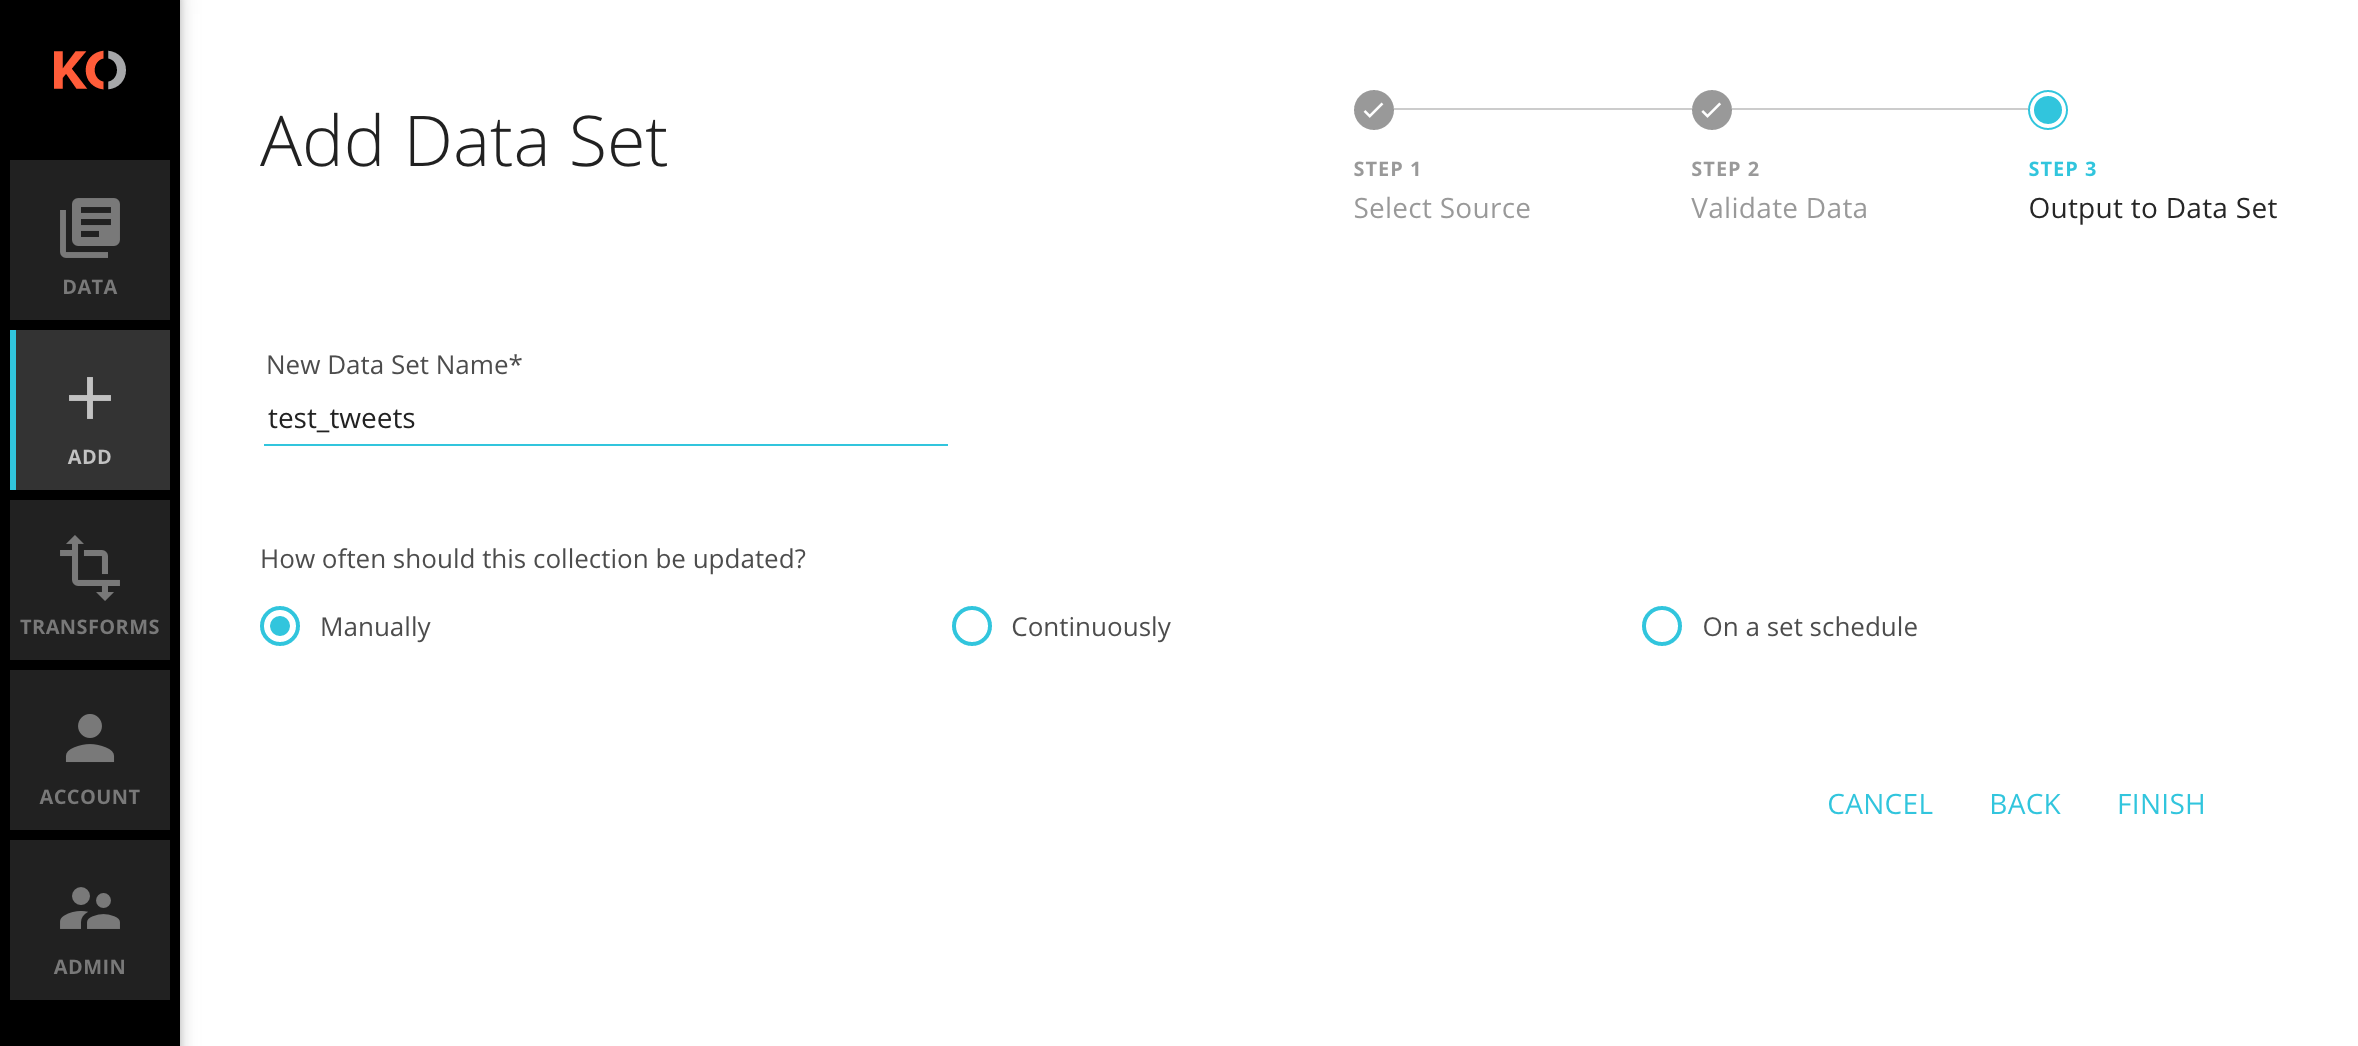 KO
DATA
ADD
TRANSFORMS
ACCOUNT
ADMIN
Add Data Set
STEP 1
Select Source
STEP 2
Validate Data
STEP 3
Output to Data Set
New Data Set Name*
test_tweets
How often should this collection be updated?
Manually
Continuously
On a set schedule
CANCEL BACK FINISH